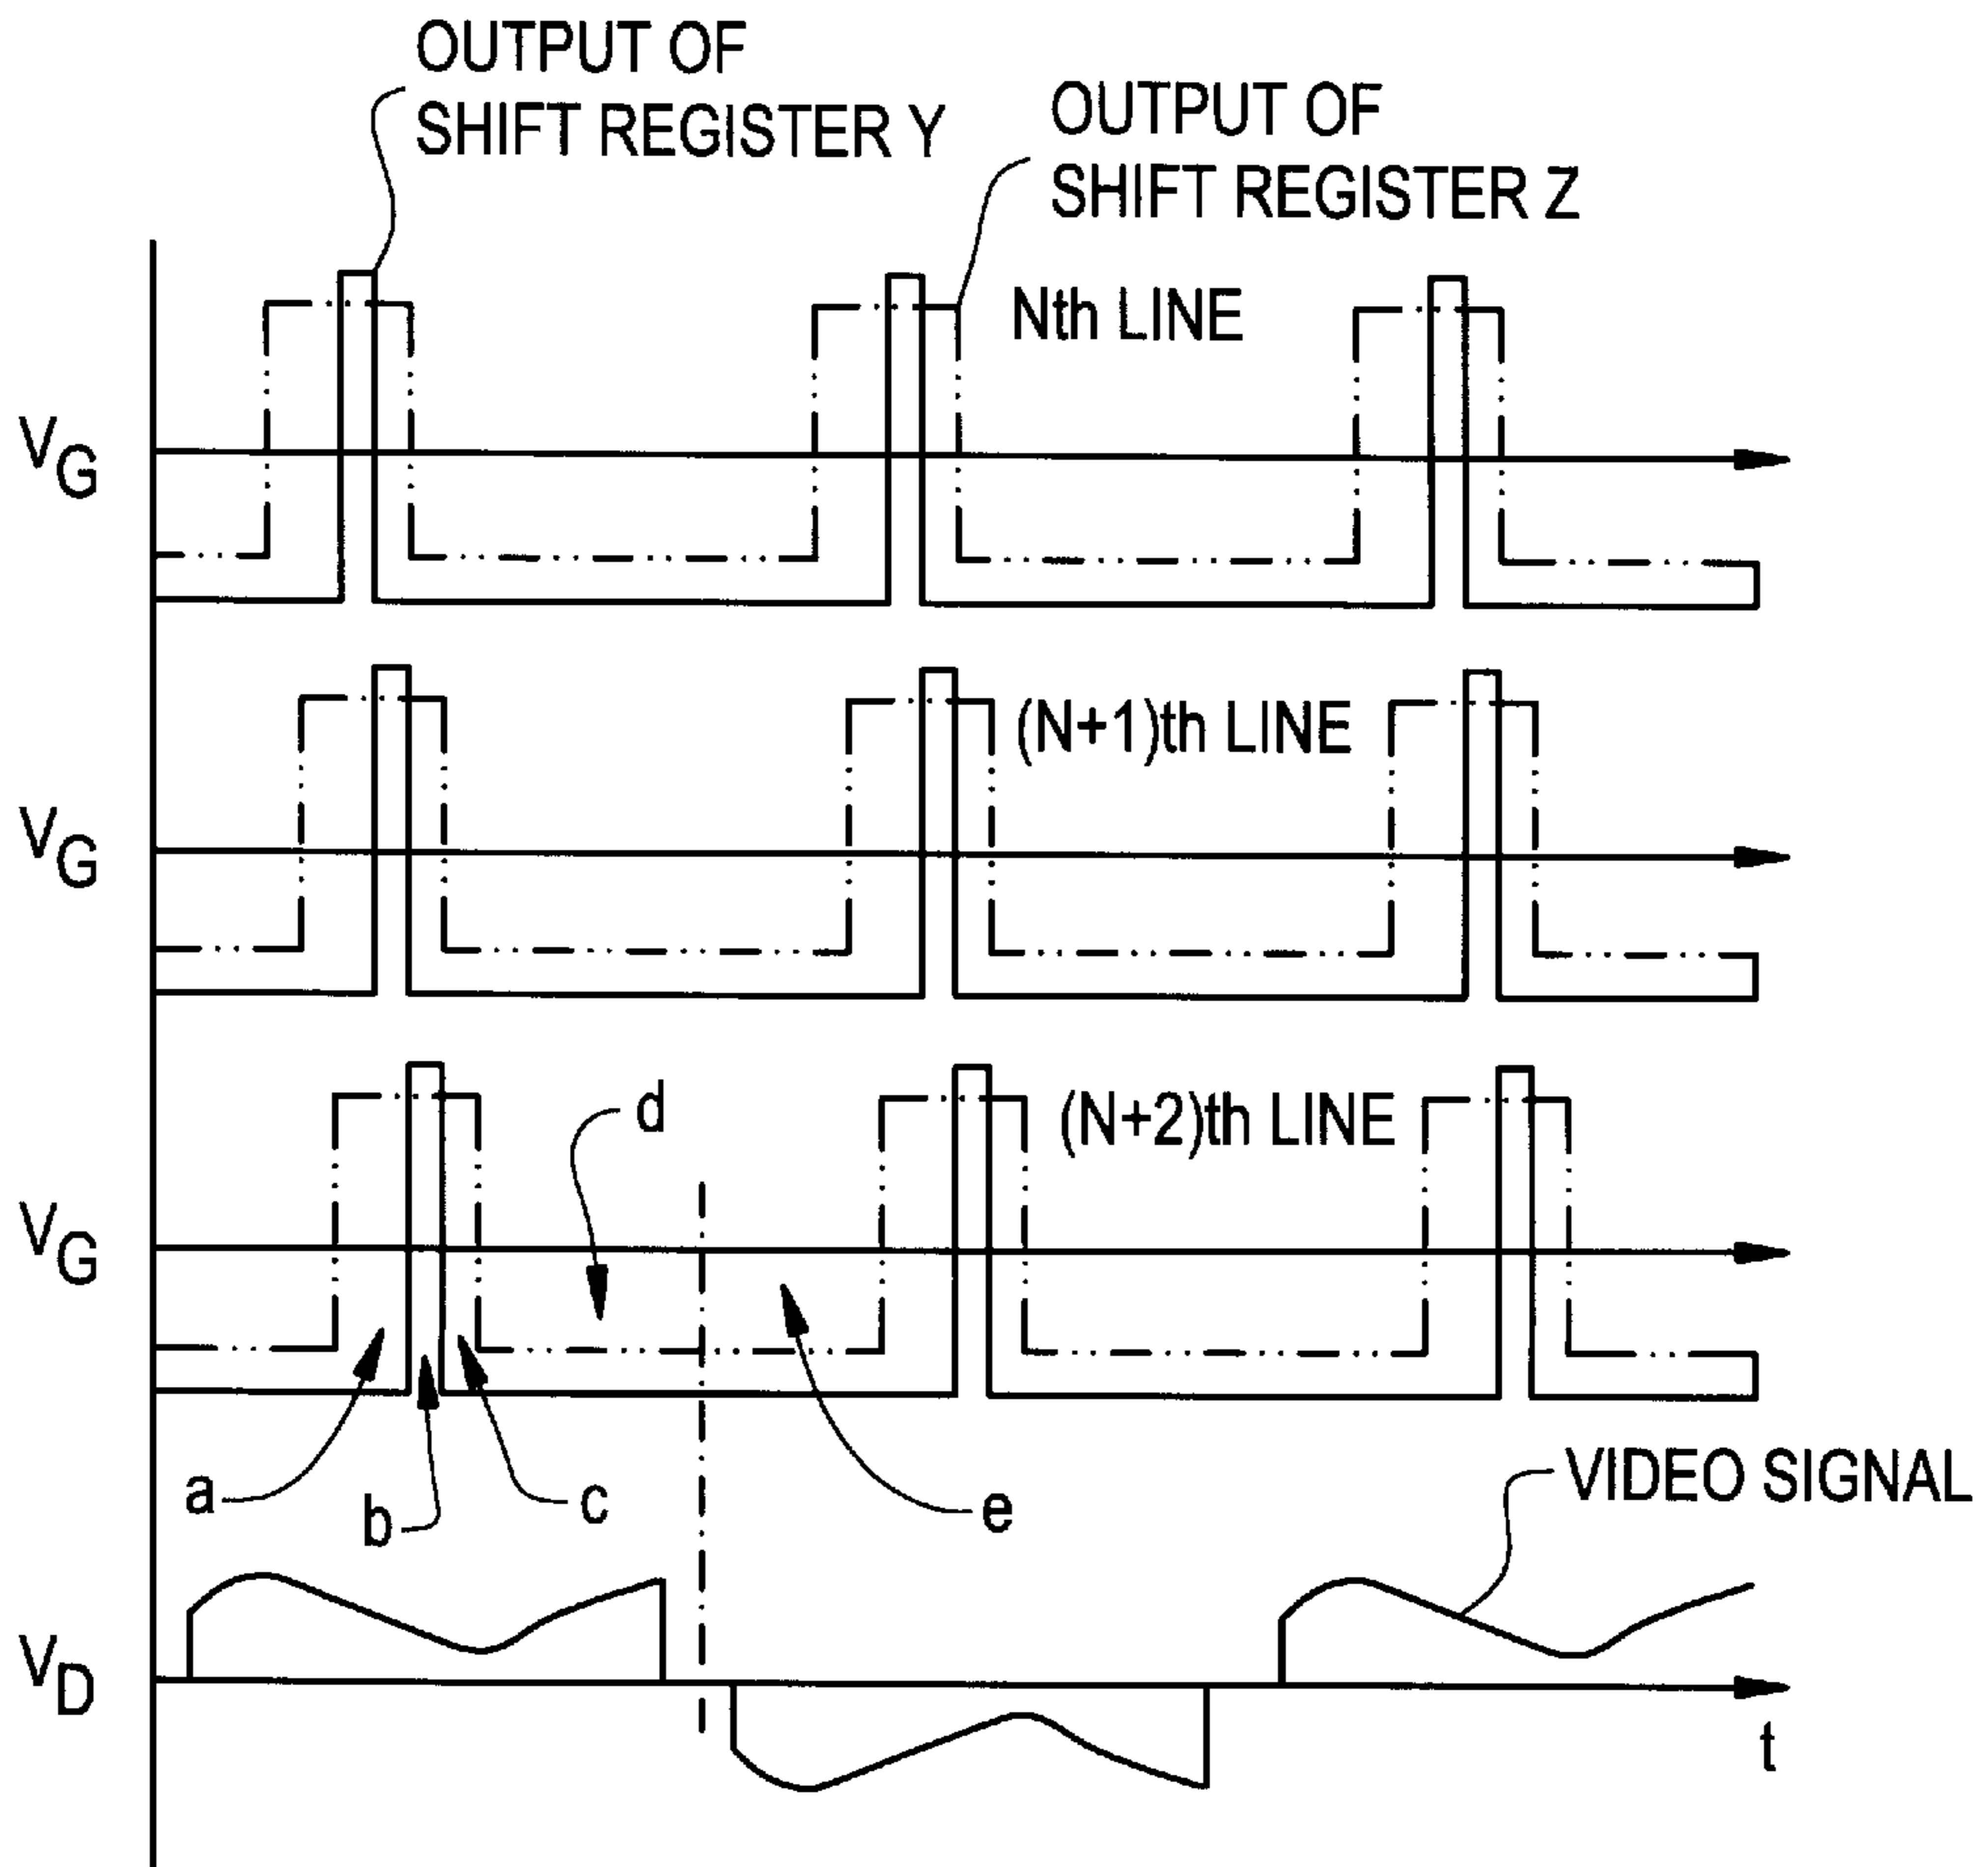 OUTPUT OF
SHIFT REGISTER Y
OUTPUT OF
SHIFT REGISTER Z
Nth LINE
VG
(N+1)th LINE
VG
d
(N+2)th LINE
VG
a
b
c
e
VIDEO SIGNAL
VD
t